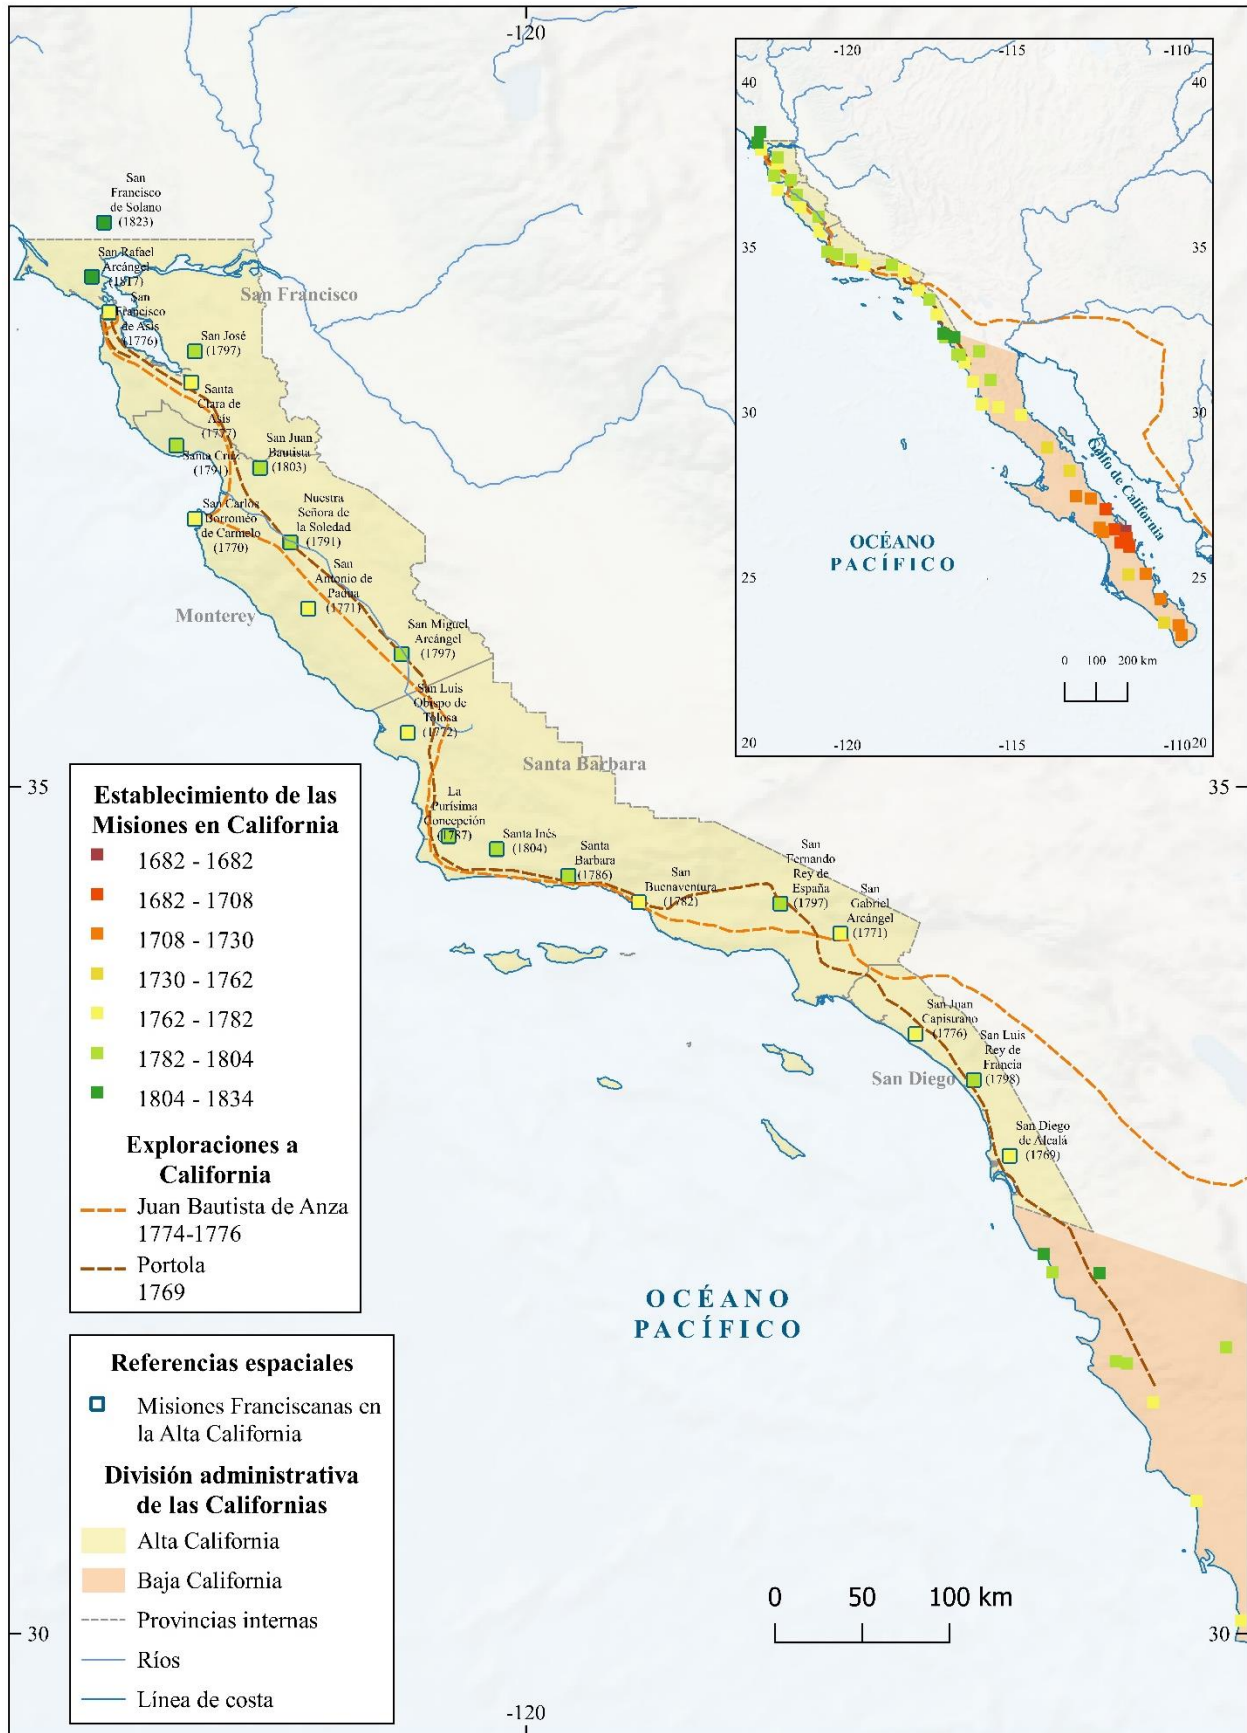 -120
-120
-115
-110
40
40
35
35
30
30
25
25
20
-120
-115
-110
20
Golfo de California
OCÉANO
PACÍFICO
0 100 200 km
San
Francisco
de Solano
(1823)
San Rafael
Arcángel
(1817)
San
Francisco
de Asis
(1776)
San Francisco
San José
(1797)
Santa
Clara de
Asis
(1777)
Santa Cruz
(1791)
San Juan
Bautista
(1803)
San Carlos
Borromeo
de Carmelo
(1770)
Nuestra
Señora de
la Soledad
(1791)
San
Antonio de
Padua
(1771)
Monterey
San Miguel
Arcángel
(1797)
San Luis
Obispo de
Tolosa
(1772)
Santa Barbara
La
Purísima
Concepción
(1787)
Santa Inés
(1804)
Santa
Barbara
(1786)
San
Buenaventura
(1782)
San
Fernando
Rey de
España
(1797)
San
Gabriel
Arcángel
(1771)
San Juan
Capistrano
(1776)
San Luis
Rey de
Francia
(1798)
San Diego
San Diego
de Alcalá
(1769)
35
35
30
30
OCÉANO
PACÍFICO
0 50 100 km
-120
Establecimiento de las
Misiones en California
1682 - 1682
1682 - 1708
1708 - 1730
1730 - 1762
1762 - 1782
1782 - 1804
1804 - 1834
Exploraciones a
California
Juan Bautista de Anza
1774-1776
Portola
1769
Referencias espaciales
Misiones Franciscanas en
la Alta California
División administrativa
de las Californias
Alta California
Baja California
Provincias internas
Ríos
Línea de costa